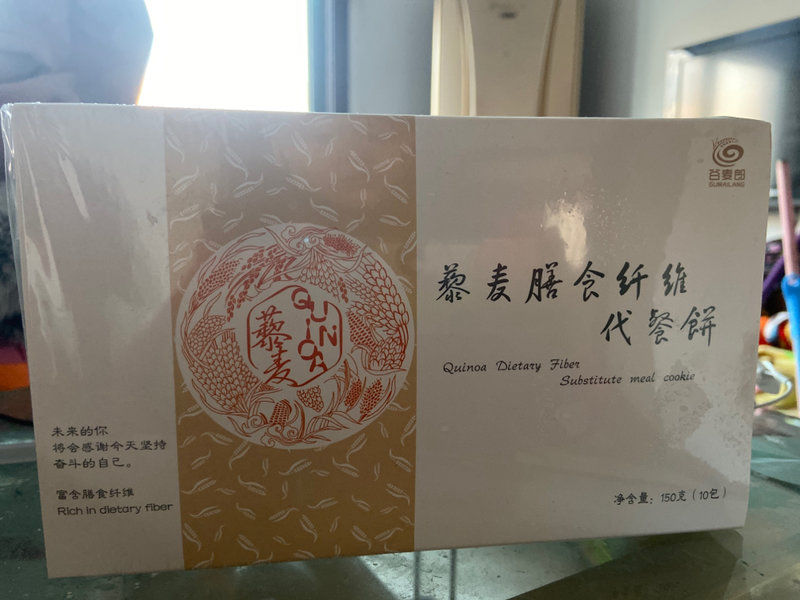 谷麦郎
GUMAILANG
藜麦膳食纤维
代餐餅
Quinoa Dietary Fiber
Substitute meal cookie
QUINOA
藜麦
未来的你
将会感谢今天坚持
奋斗的自己。
富含膳食纤维
Rich in dietary fiber
净含量：150克（10包）